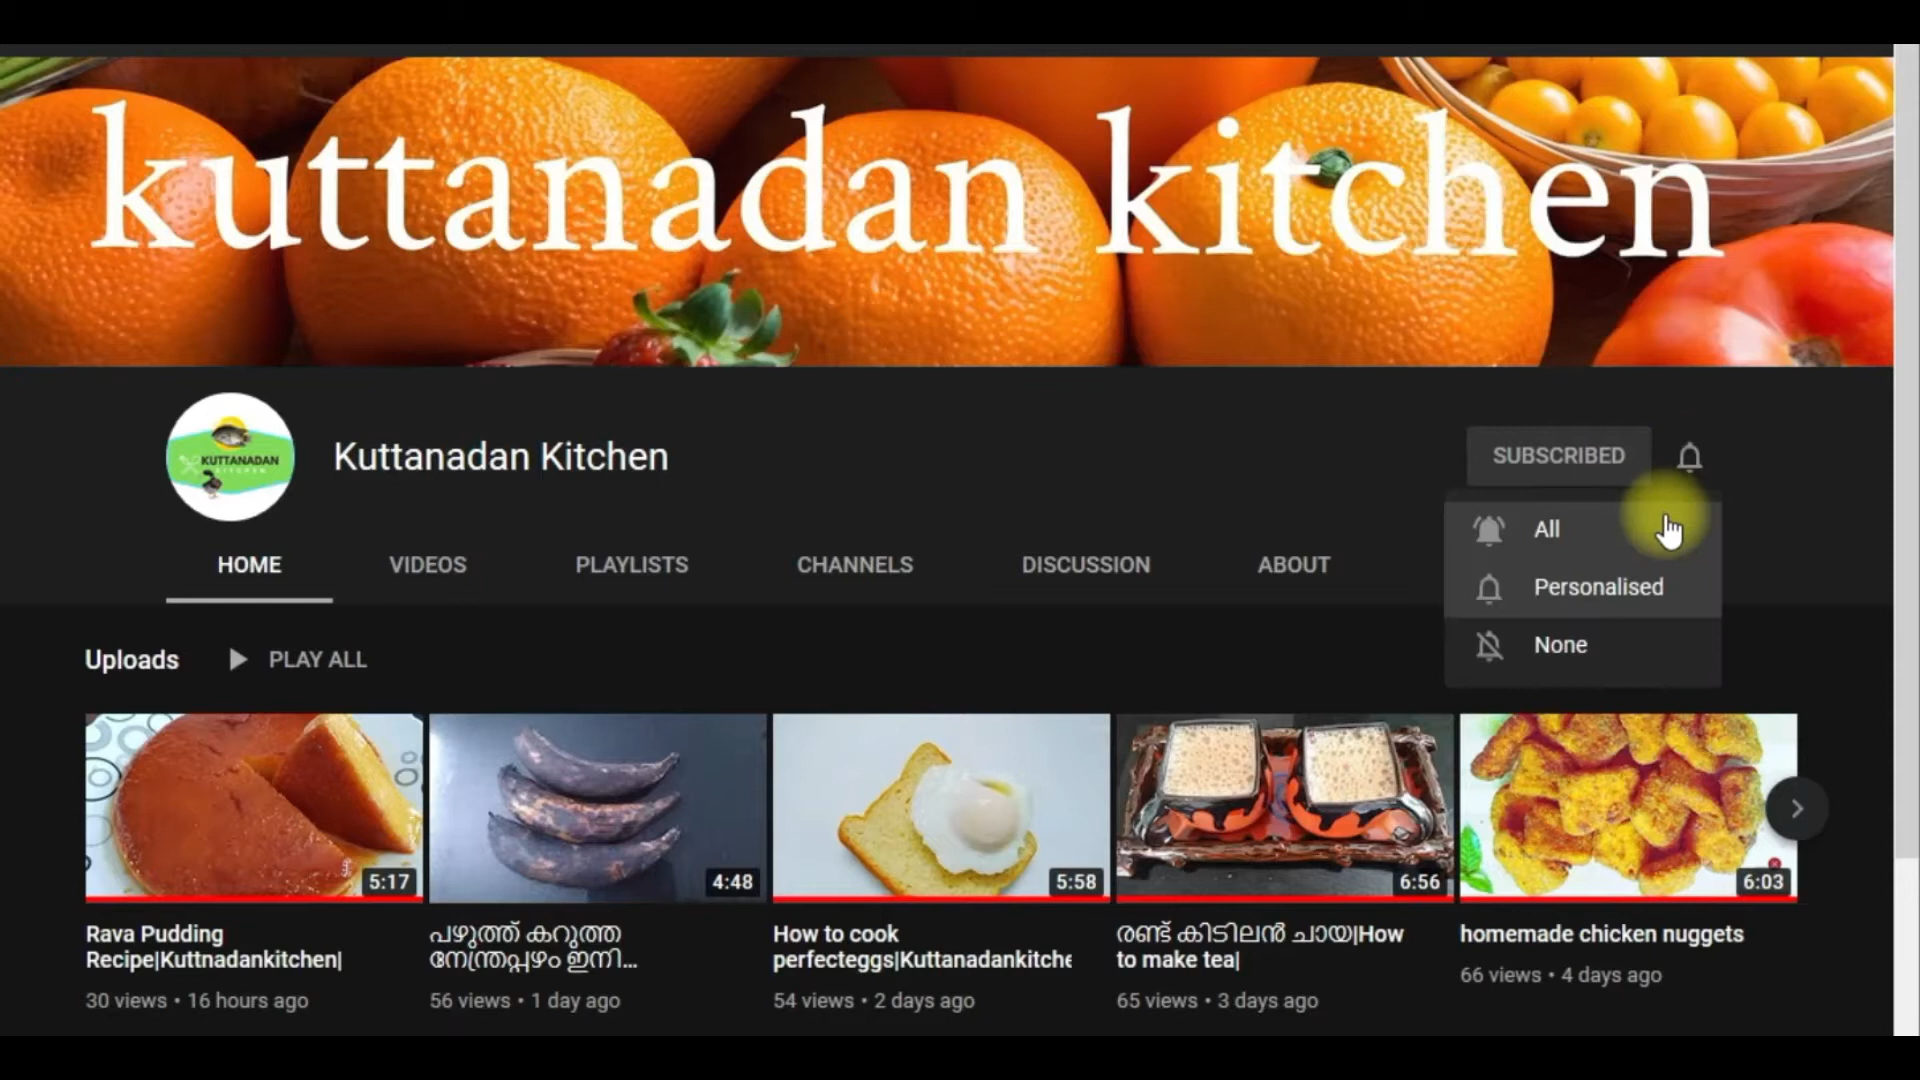 kuttanadan kitchen
KUTTANADAN
KITCHEN
Kuttanadan Kitchen
SUBSCRIBED
All
Personalised
None
HOME VIDEOS PLAYLISTS CHANNELS DISCUSSION ABOUT
Uploads PLAY ALL
5:17
4:48
5:58
6:56
6:03
Rava Pudding
Recipe|Kuttnadankitchen|
30 views • 16 hours ago
പഴുത്ത് കറുത്ത
നേന്ത്രപ്പഴം ഇനി...
56 views • 1 day ago
How to cook
perfecteggs|Kuttanadankitche
54 views • 2 days ago
രണ്ട് കിടിലൻ ചായ|How
to make tea|
65 views • 3 days ago
homemade chicken nuggets
66 views • 4 days ago